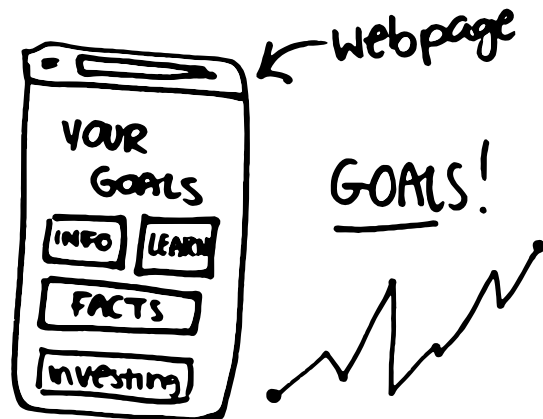 webpage
YOUR
GOALS
INFO LEARN
FACTS
investing
GOALS!